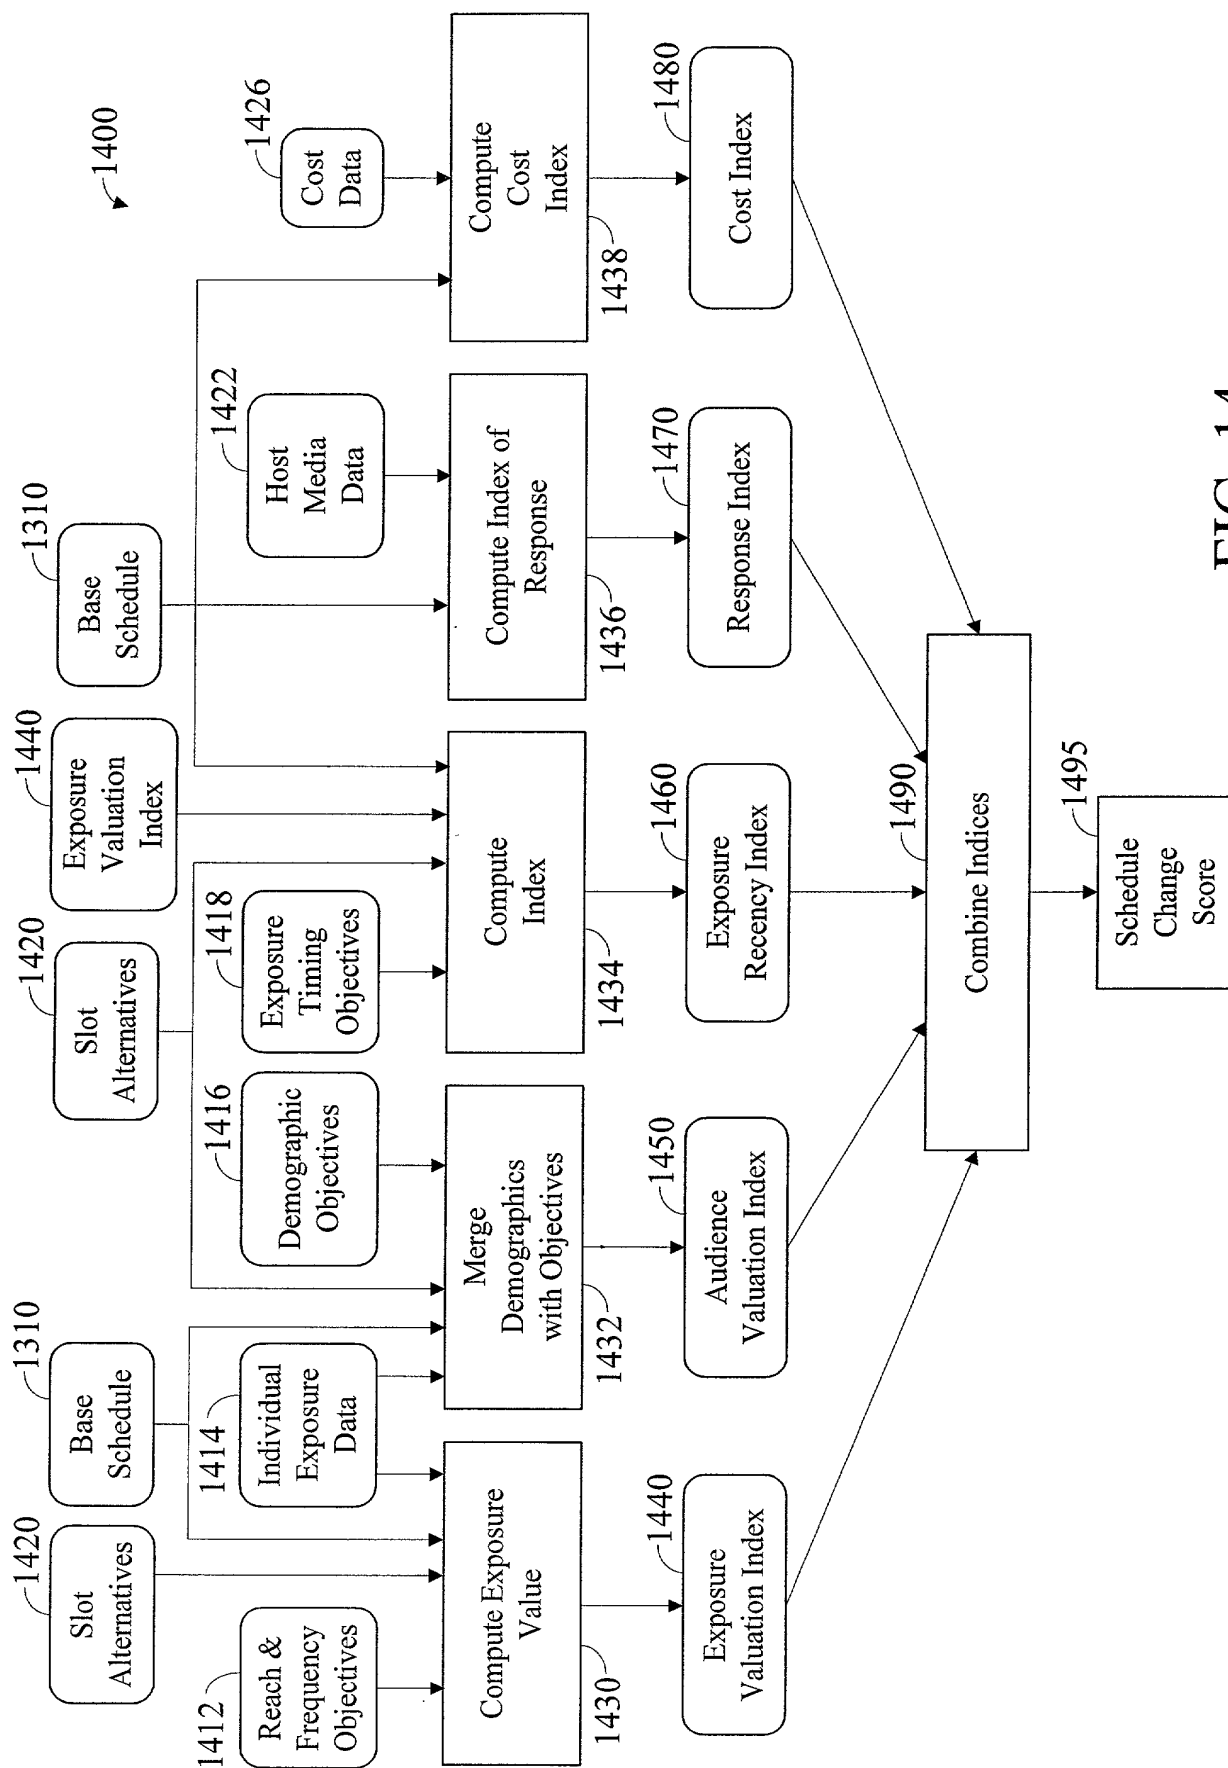 1400
1420
Slot
Alternatives
1310
Base
Schedule
1420
Slot
Alternatives
1440
Exposure
Valuation
Index
1310
Base
Schedule
1412
Reach &
Frequency
Objectives
1414
Individual
Exposure
Data
1416
Demographic
Objectives
1418
Exposure
Timing
Objectives
1422
Host
Media
Data
1426
Cost
Data
Compute Exposure
Value
1430
Merge
Demographics
with Objectives
1432
Compute
Index
1434
Compute Index of
Response
1436
Compute
Cost
Index
1438
1440
Exposure
Valuation Index
1450
Audience
Valuation Index
1460
Exposure
Recency Index
1470
Response Index
1480
Cost Index
1490
Combine Indices
1495
Schedule
Change
Score
FIG. 14